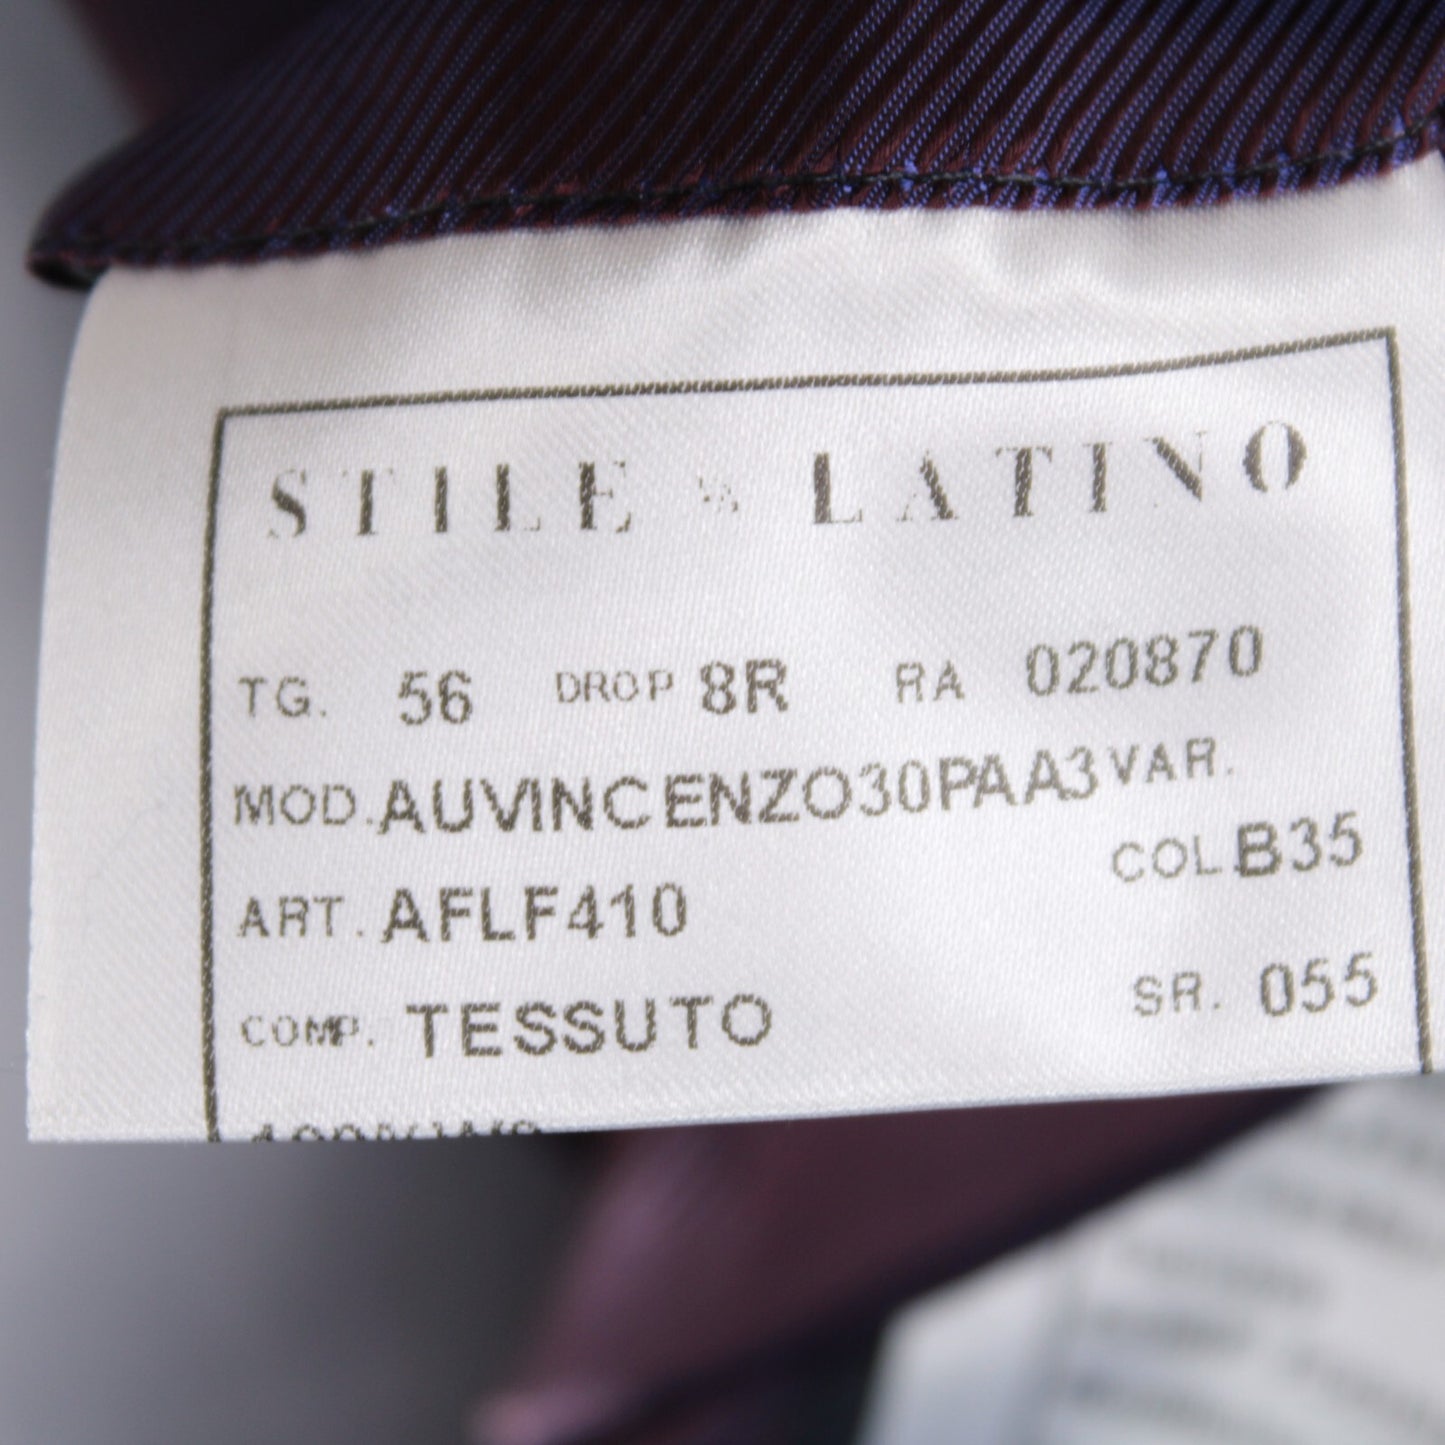 STILE LATINO
TG. 56 DROP 8R RA 020870
MOD. AUVINCENZO30PAA3 VAR.
COL. B35
ART. AFLF410
SR. 055
COMP. TESSUTO